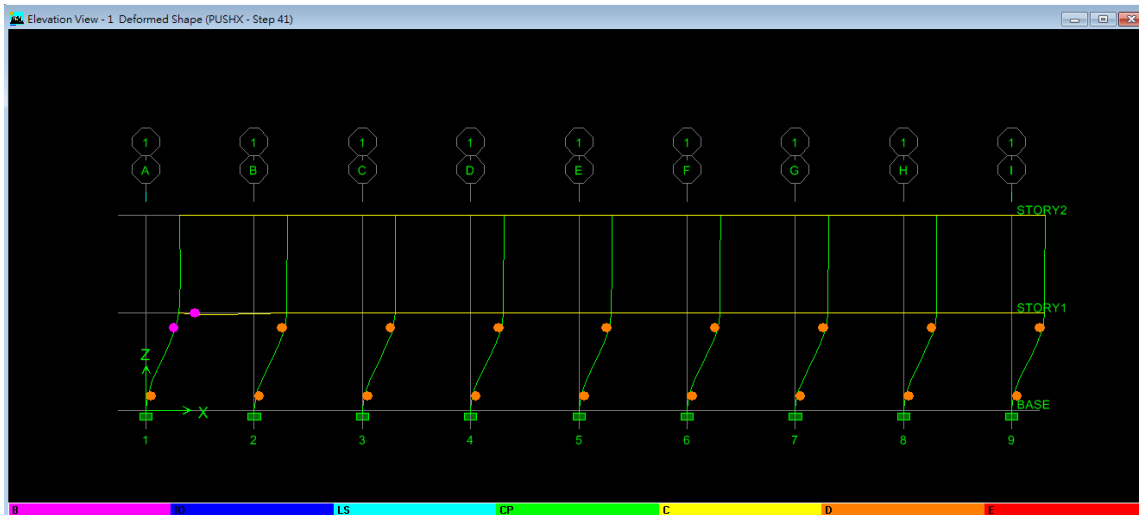 Elevation View - 1 Deformed Shape (PUSHX - Step 41)
1 1 1 1 1 1 1 1 1
A B C D E F G H I
STORY2
STORY1
Z
X
BASE
1 2 3 4 5 6 7 8 9
B IO LS CP C D E